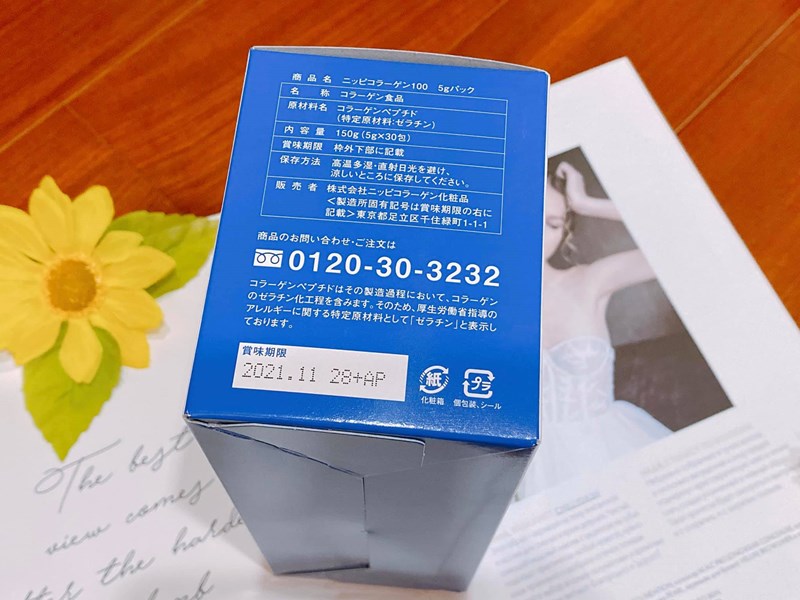 商品名 ニッピコラーゲン100 5gパック
名称 コラーゲン食品
原材料名 コラーゲンペプチド
(特定原材料:ゼラチン)
内容量 150g(5g×30包)
賞味期限 枠外下部に記載
保存方法 高温多湿・直射日光を避け、
涼しいところに保存してください。
販売者 株式会社ニッピコラーゲン化粧品
<製造所固有記号は賞味期限の右に
記載>東京都足立区千住緑町1-1-1
商品のお問い合わせ・ご注文は
0120-30-3232
コラーゲンペプチドはその製造過程において、コラーゲン
のゼラチン化工程を含みます。そのため、厚生労働省指導の
アレルギーに関する特定原材料として「ゼラチン」と表示し
ております。
賞味期限
2021.11 28+AP
紙
化粧箱
プラ
個包装、シール
The best
view comes
the